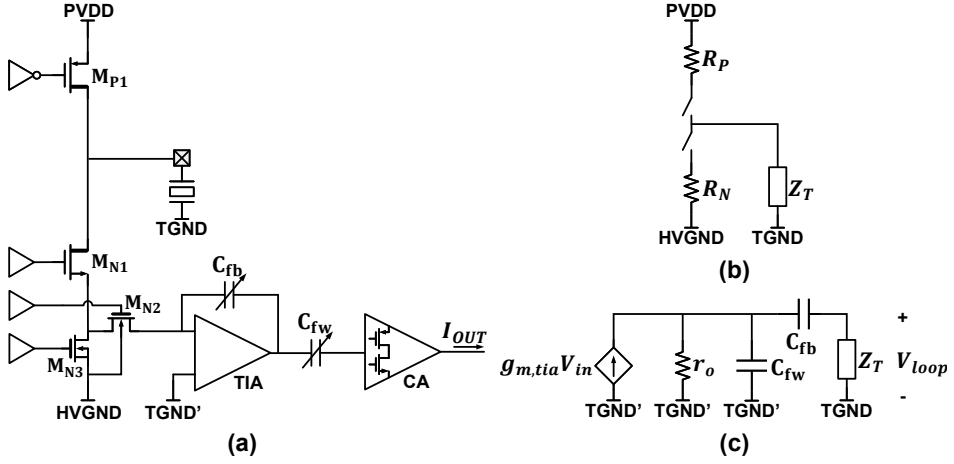 PVDD
M_P1
TGND
M_N1
M_N2
M_N3
HVGND
C_fb
TIA
TGND'
C_fw
CA
I_OUT
(a)
PVDD
R_P
R_N
Z_T
HVGND
TGND
(b)
g_m,tia V_in
r_o
C_fw
C_fb
Z_T
+
V_loop
-
TGND'
TGND'
TGND'
TGND
(c)